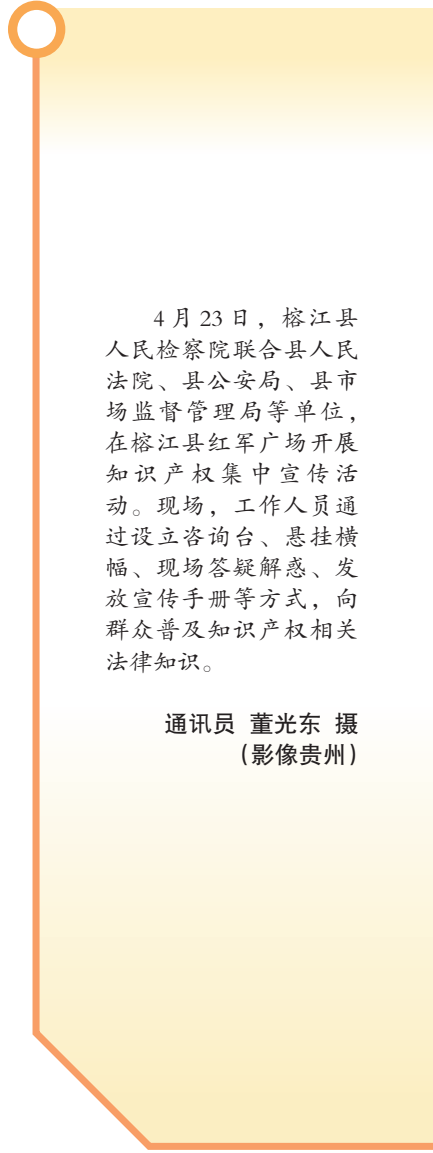 4月23日，榕江县
人民检察院联合县人民
法院、县公安局、县市
场监督管理局等单位，
在榕江县红军广场开展
知识产权集中宣传活
动。现场，工作人员通
过设立咨询台、悬挂横
幅、现场答疑解惑、发
放宣传手册等方式，向
群众普及知识产权相关
法律知识。
通讯员 董光东 摄
（影像贵州）